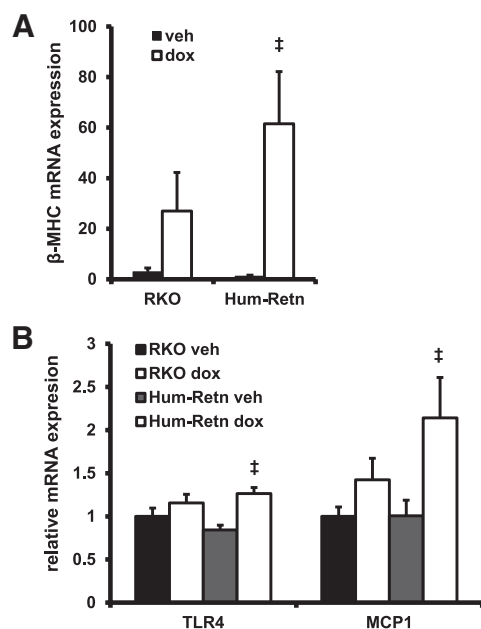 A
β-MHC mRNA expression
100
80
60
40
20
0
veh
dox
‡
RKO
Hum-Retn
B
relative mRNA expresion
3
2.5
2
1.5
1
0.5
0
RKO veh
RKO dox
Hum-Retn veh
Hum-Retn dox
‡
‡
TLR4
MCP1